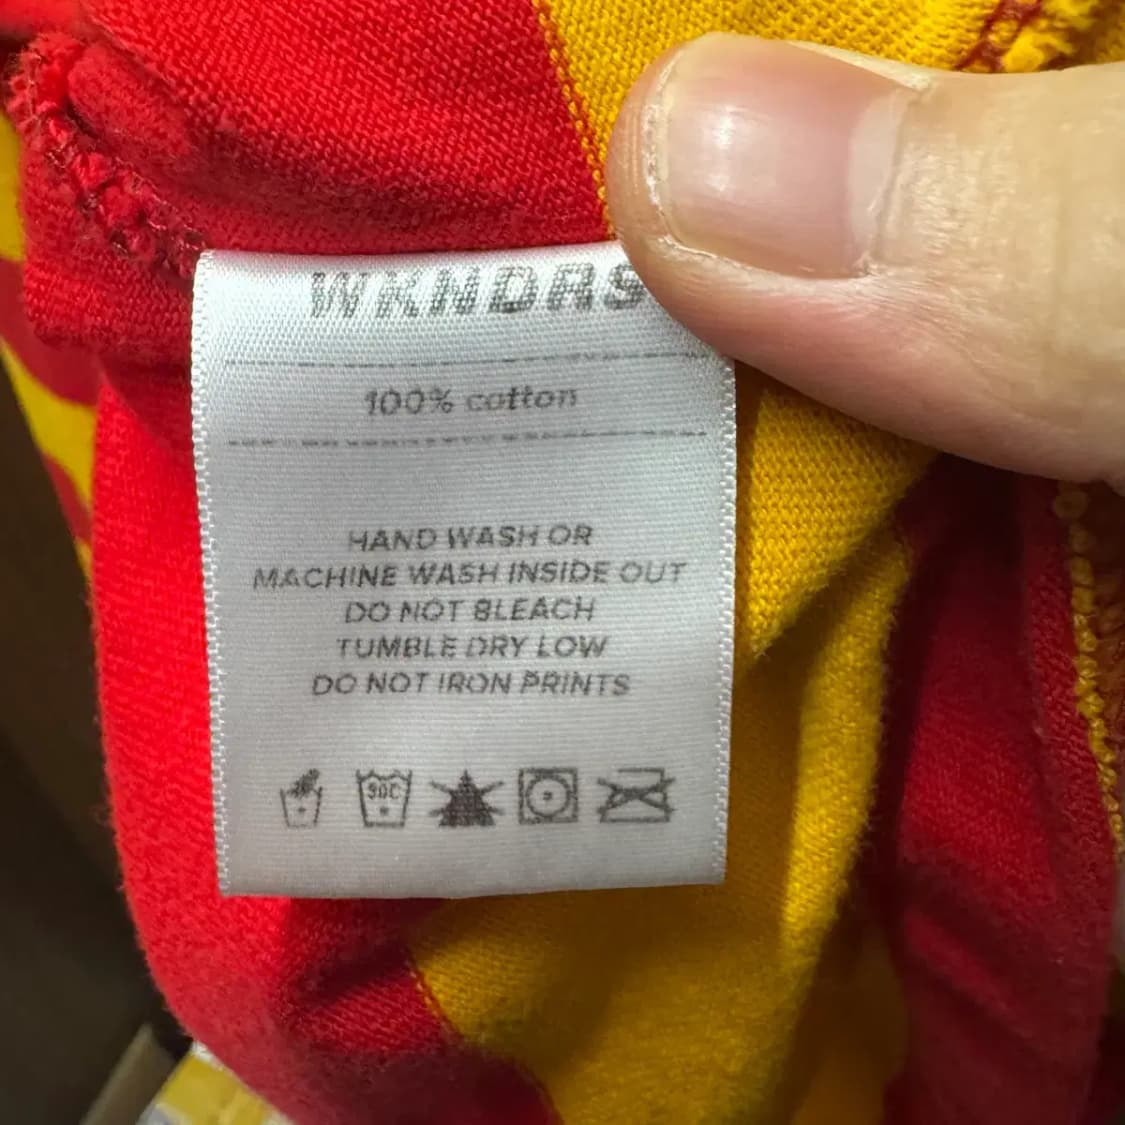 WKNDRS
100% cotton
HAND WASH OR
MACHINE WASH INSIDE OUT
DO NOT BLEACH
TUMBLE DRY LOW
DO NOT IRON PRINTS
30C